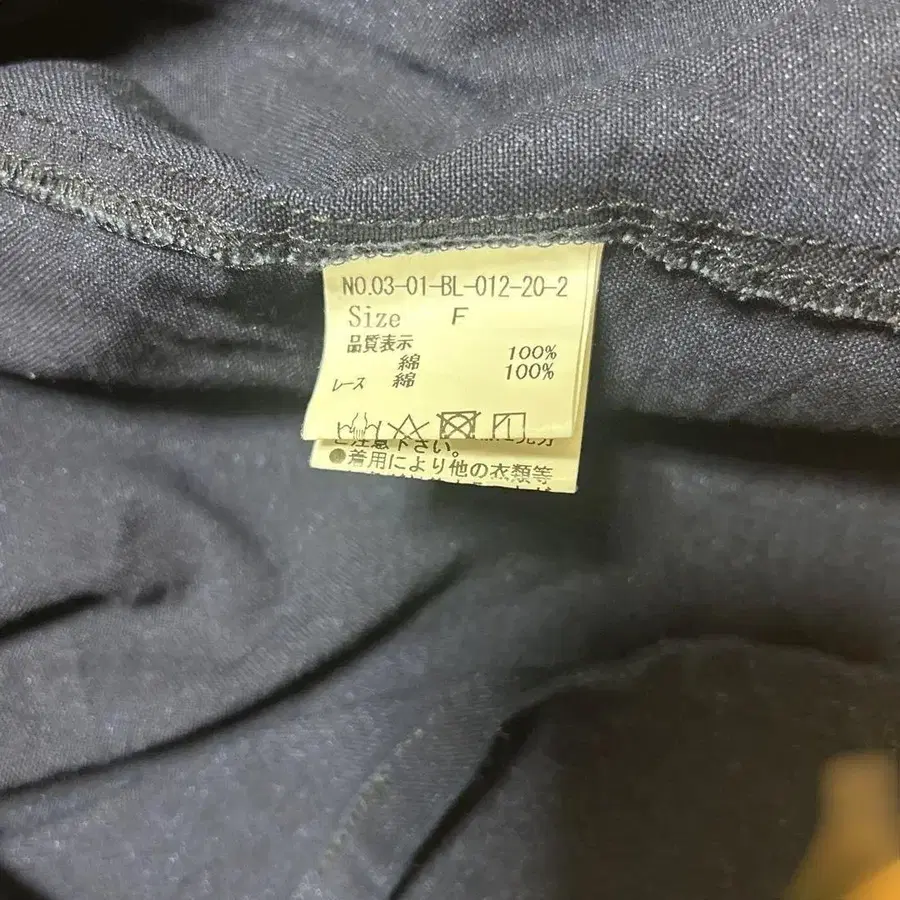 NO.03-01-BL-012-20-2
Size F
品質表示
綿 100%
レース 綿 100%
ご注意下さい。
●着用により他の衣類等